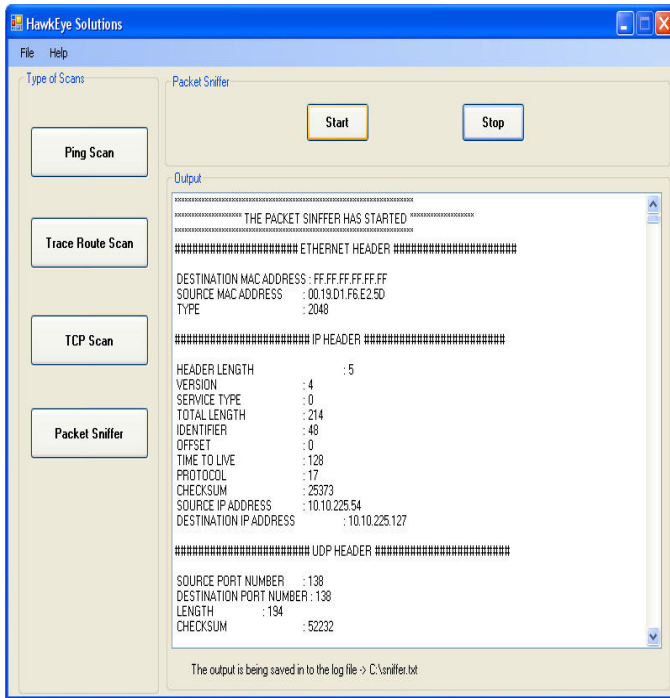 HawkEye Solutions
File Help
Type of Scans
Ping Scan
Trace Route Scan
TCP Scan
Packet Sniffer
Packet Sniffer
Start Stop
Output
THE PACKET SINFFER HAS STARTED
##################### ETHERNET HEADER #####################
DESTINATION MAC ADDRESS : FF.FF.FF.FF.FF.FF
SOURCE MAC ADDRESS : 00.19.D1.F6.E2.5D
TYPE : 2048
####################### IP HEADER ########################
HEADER LENGTH : 5
VERSION : 4
SERVICE TYPE : 0
TOTAL LENGTH : 214
IDENTIFIER : 48
OFFSET : 0
TIME TO LIVE : 128
PROTOCOL : 17
CHECKSUM : 25373
SOURCE IP ADDRESS : 10.10.225.54
DESTINATION IP ADDRESS : 10.10.225.127
####################### UDP HEADER #######################
SOURCE PORT NUMBER : 138
DESTINATION PORT NUMBER : 138
LENGTH : 194
CHECKSUM : 52232
The output is being saved in to the log file -> C:\sniffer.txt